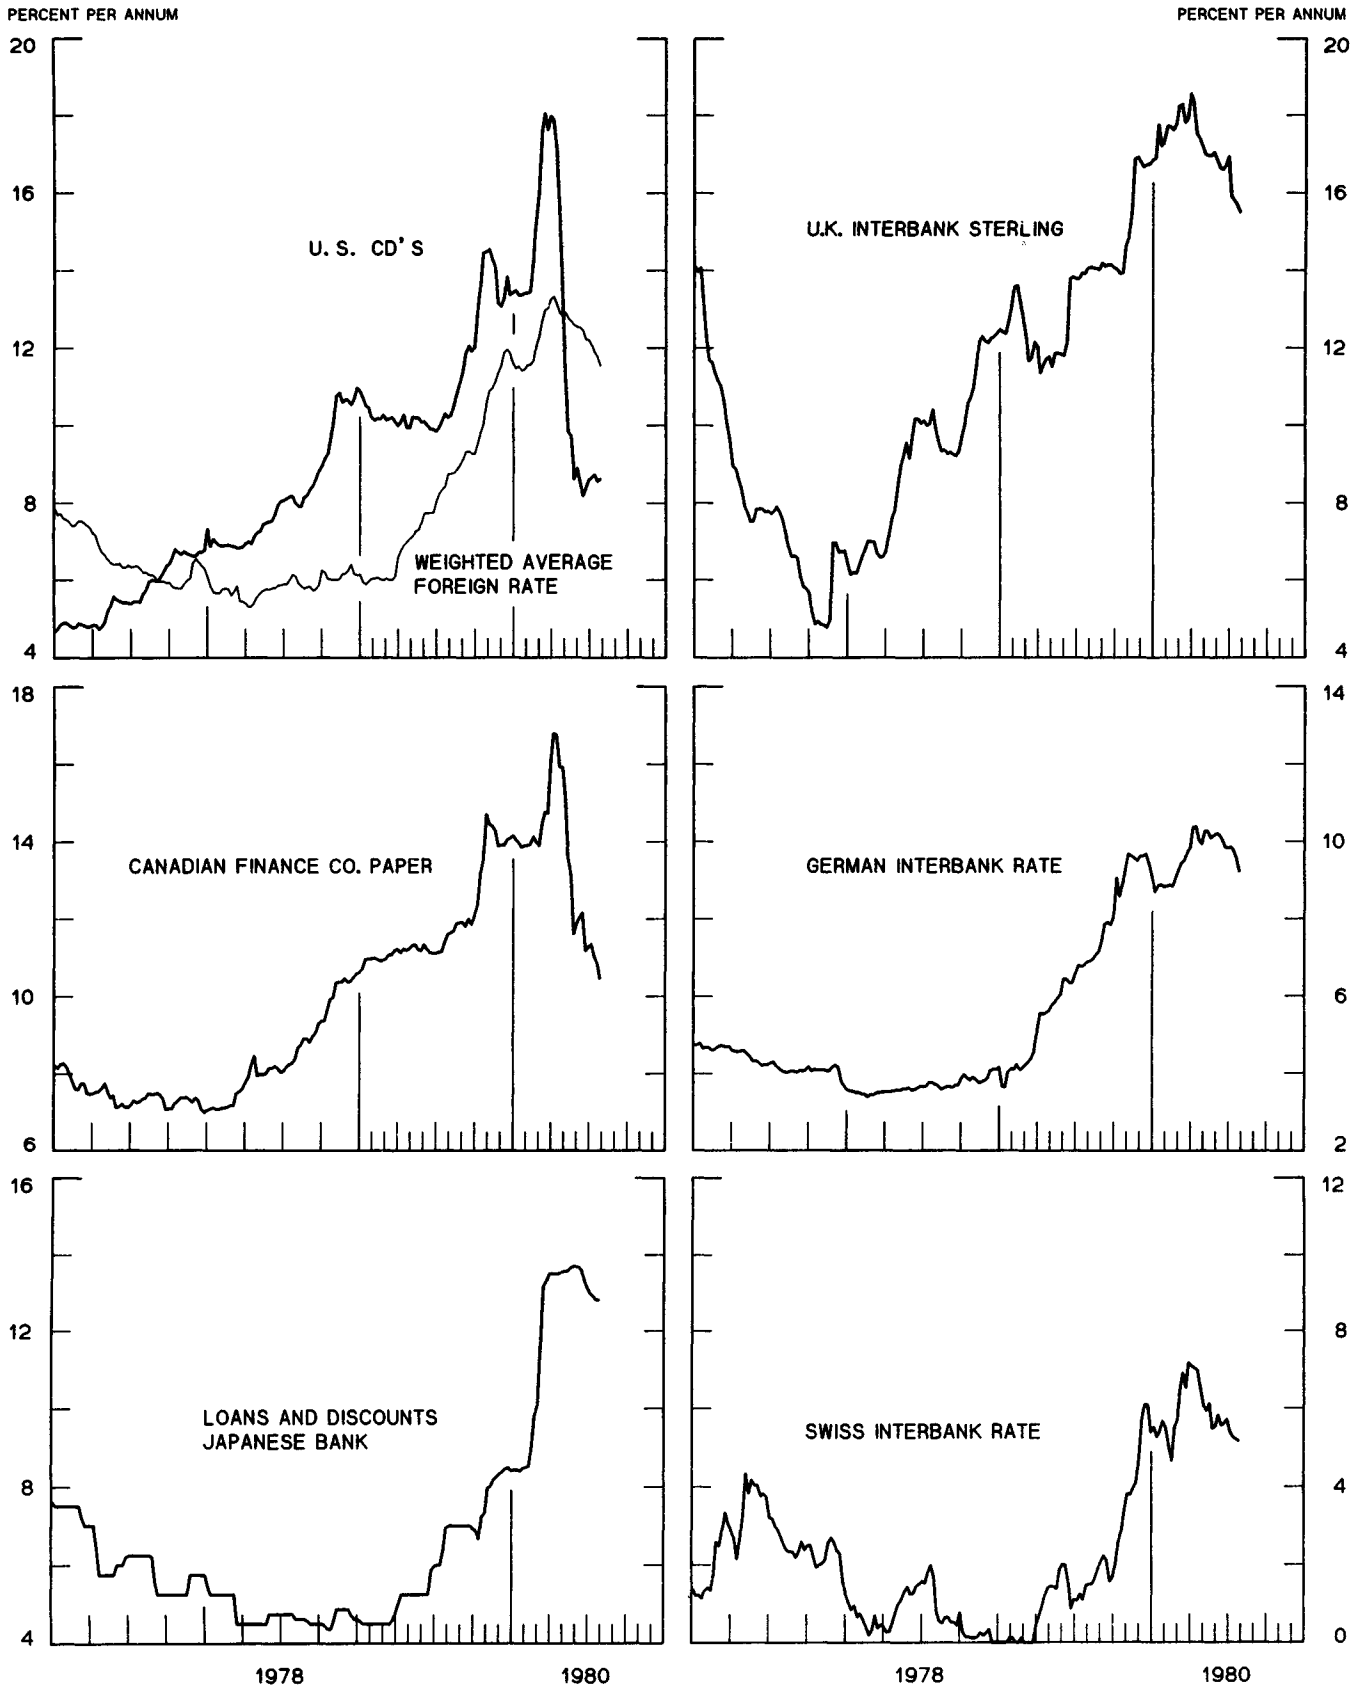 PERCENT PER ANNUM
PERCENT PER ANNUM
20
16
12
8
4
U. S. CD'S
WEIGHTED AVERAGE
FOREIGN RATE
20
16
12
8
4
U.K. INTERBANK STERLING
18
14
10
6
CANADIAN FINANCE CO. PAPER
14
10
6
2
GERMAN INTERBANK RATE
16
12
8
4
LOANS AND DISCOUNTS
JAPANESE BANK
1978
1980
12
8
4
0
SWISS INTERBANK RATE
1978
1980